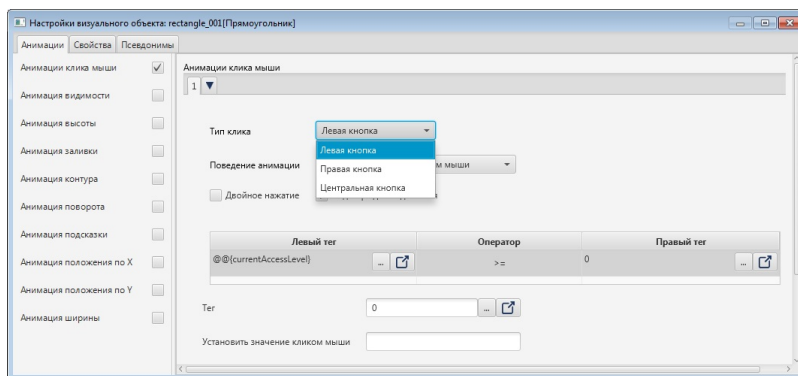 Настройки визуального объекта: rectangle_001[Прямоугольник]
Анимации Свойства Псевдонимы
Анимации клика мыши
Анимация видимости
Анимация высоты
Анимация заливки
Анимация контура
Анимация поворота
Анимация подсказки
Анимация положения по X
Анимация положения по Y
Анимация ширины
Анимации клика мыши
1
Тип клика Левая кнопка
Левая кнопка
Правая кнопка
Центральная кнопка
Поведение анимации мыши
Двойное нажатие
Левый тег Оператор Правый тег
@@{currentAccessLevel} ... >= 0 ...
Тег 0 ...
Установить значение кликом мыши